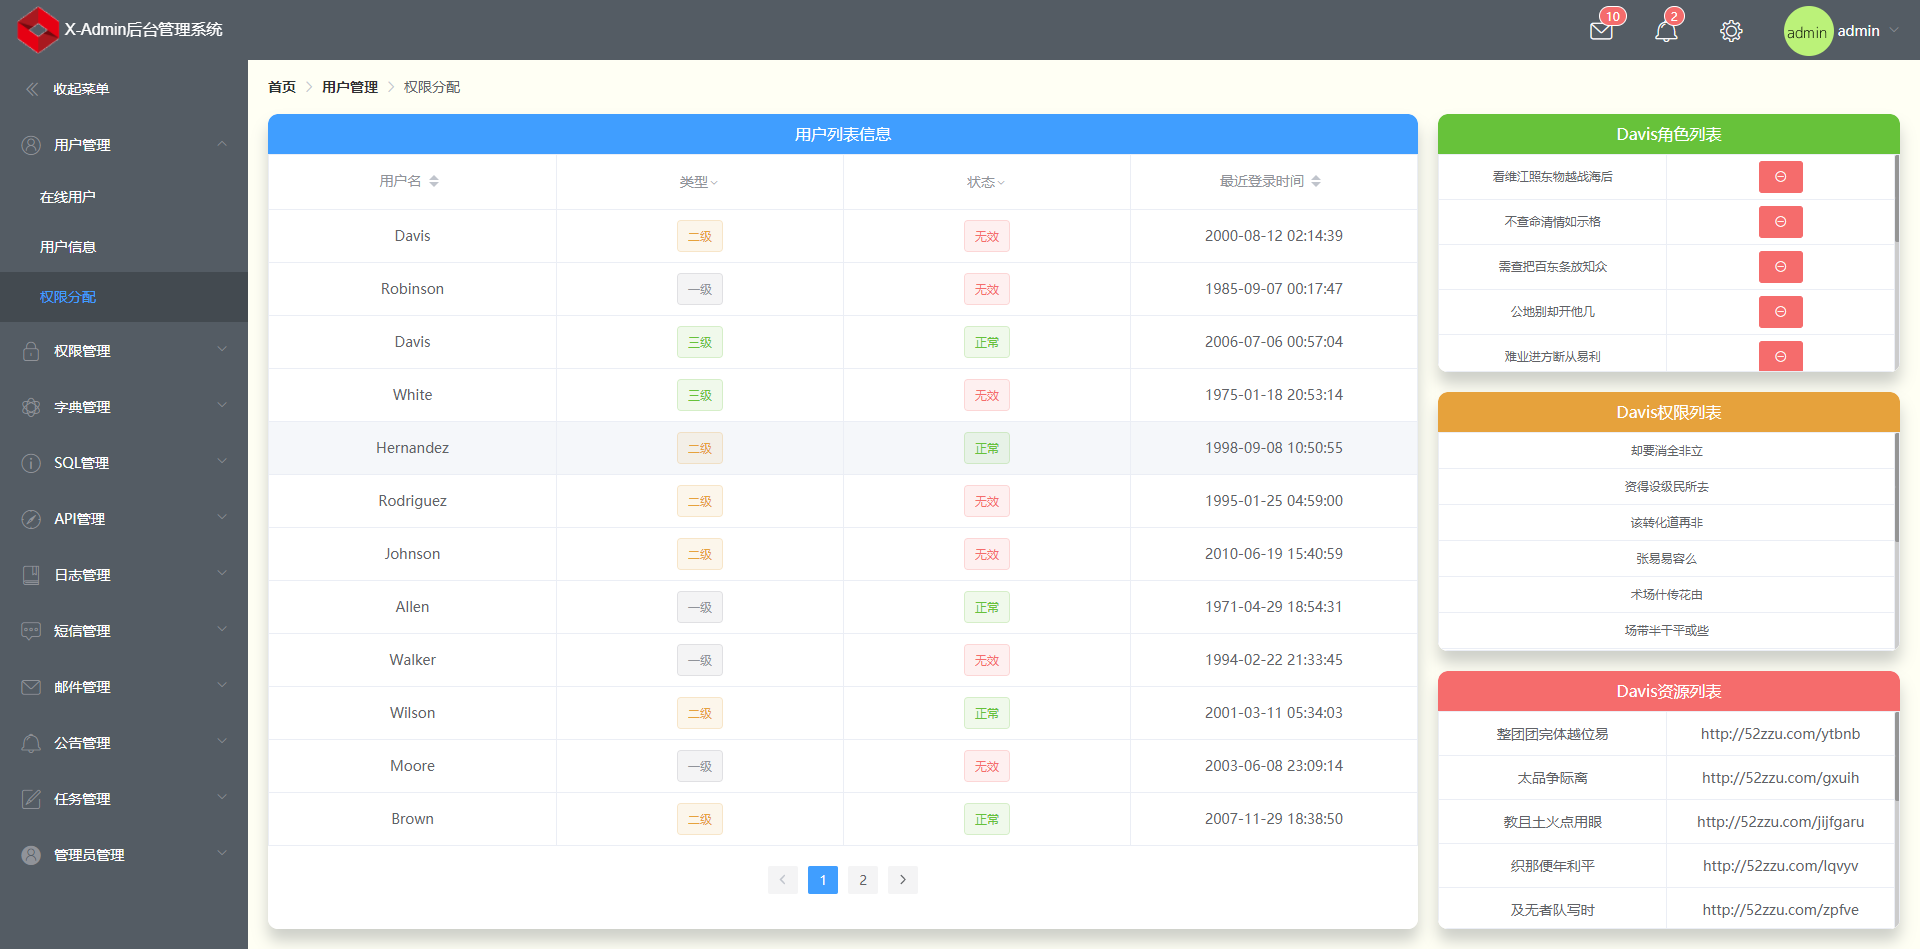 X-Admin后台管理系统
10
2
admin
admin
收起菜单
用户管理
在线用户
用户信息
权限分配
权限管理
字典管理
SQL管理
API管理
日志管理
短信管理
邮件管理
公告管理
任务管理
管理员管理
首页 用户管理 权限分配
用户列表信息
用户名 类型 状态 最近登录时间
Davis 二级 无效 2000-08-12 02:14:39
Robinson 一级 无效 1985-09-07 00:17:47
Davis 三级 正常 2006-07-06 00:57:04
White 三级 无效 1975-01-18 20:53:14
Hernandez 二级 正常 1998-09-08 10:50:55
Rodriguez 二级 无效 1995-01-25 04:59:00
Johnson 二级 无效 2010-06-19 15:40:59
Allen 一级 正常 1971-04-29 18:54:31
Walker 一级 无效 1994-02-22 21:33:45
Wilson 二级 正常 2001-03-11 05:34:03
Moore 一级 无效 2003-06-08 23:09:14
Brown 二级 正常 2007-11-29 18:38:50
1 2
Davis角色列表
看维江照东物越战海后
不查命清情如示格
需查把百东条放知众
公地别却开他几
难业进方断从易利
Davis权限列表
却要消全非立
资得设级民所去
该转化道再非
张易易容么
术场什传花由
场带半干平或些
Davis资源列表
整团团完体越位易 http://52zzu.com/ytbnb
太品争际离 http://52zzu.com/gxuih
教且土火点用眼 http://52zzu.com/jijfgaru
织那便年利平 http://52zzu.com/lqvyv
及无者队写时 http://52zzu.com/zpfve